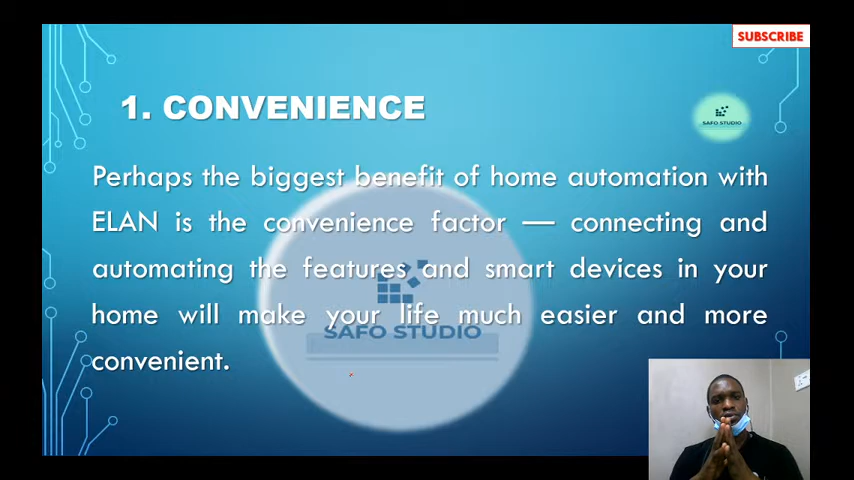 SUBSCRIBE
1. CONVENIENCE
SAFO STUDIO
Perhaps the biggest benefit of home automation with
ELAN is the convenience factor — connecting and
automating the features and smart devices in your
home will make your life much easier and more
SAFO STUDIO
convenient.